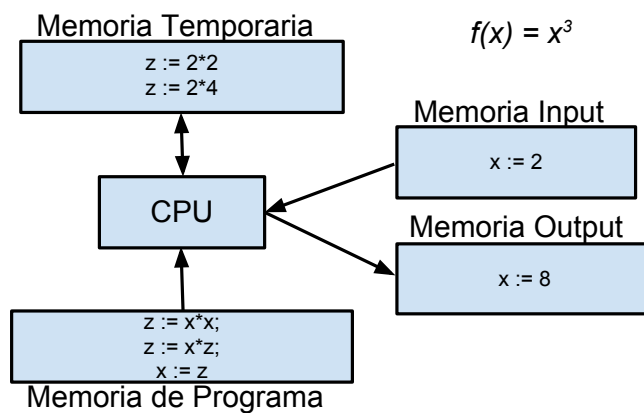 Memoria Temporaria
z := 2*2
z := 2*4
f(x) = x³
Memoria Input
x := 2
CPU
Memoria Output
x := 8
z := x*x;
z := x*z;
x := z
Memoria de Programa